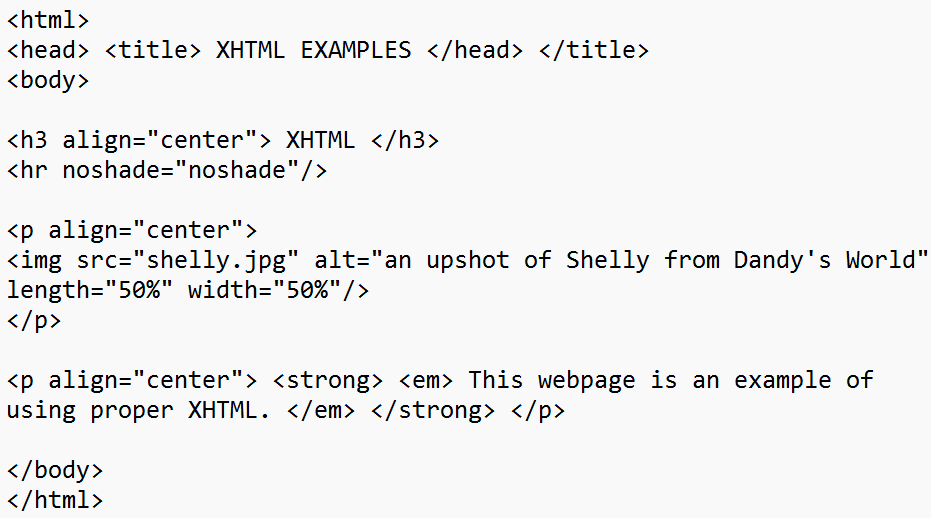 <html>
<head> <title> XHTML EXAMPLES </head> </title>
<body>
<h3 align="center"> XHTML </h3>
<hr noshade="noshade"/>
<p align="center">
<img src="shelly.jpg" alt="an upshot of Shelly from Dandy's World"
length="50%" width="50%"/>
</p>
<p align="center"> <strong> <em> This webpage is an example of
using proper XHTML. </em> </strong> </p>
</body>
</html>